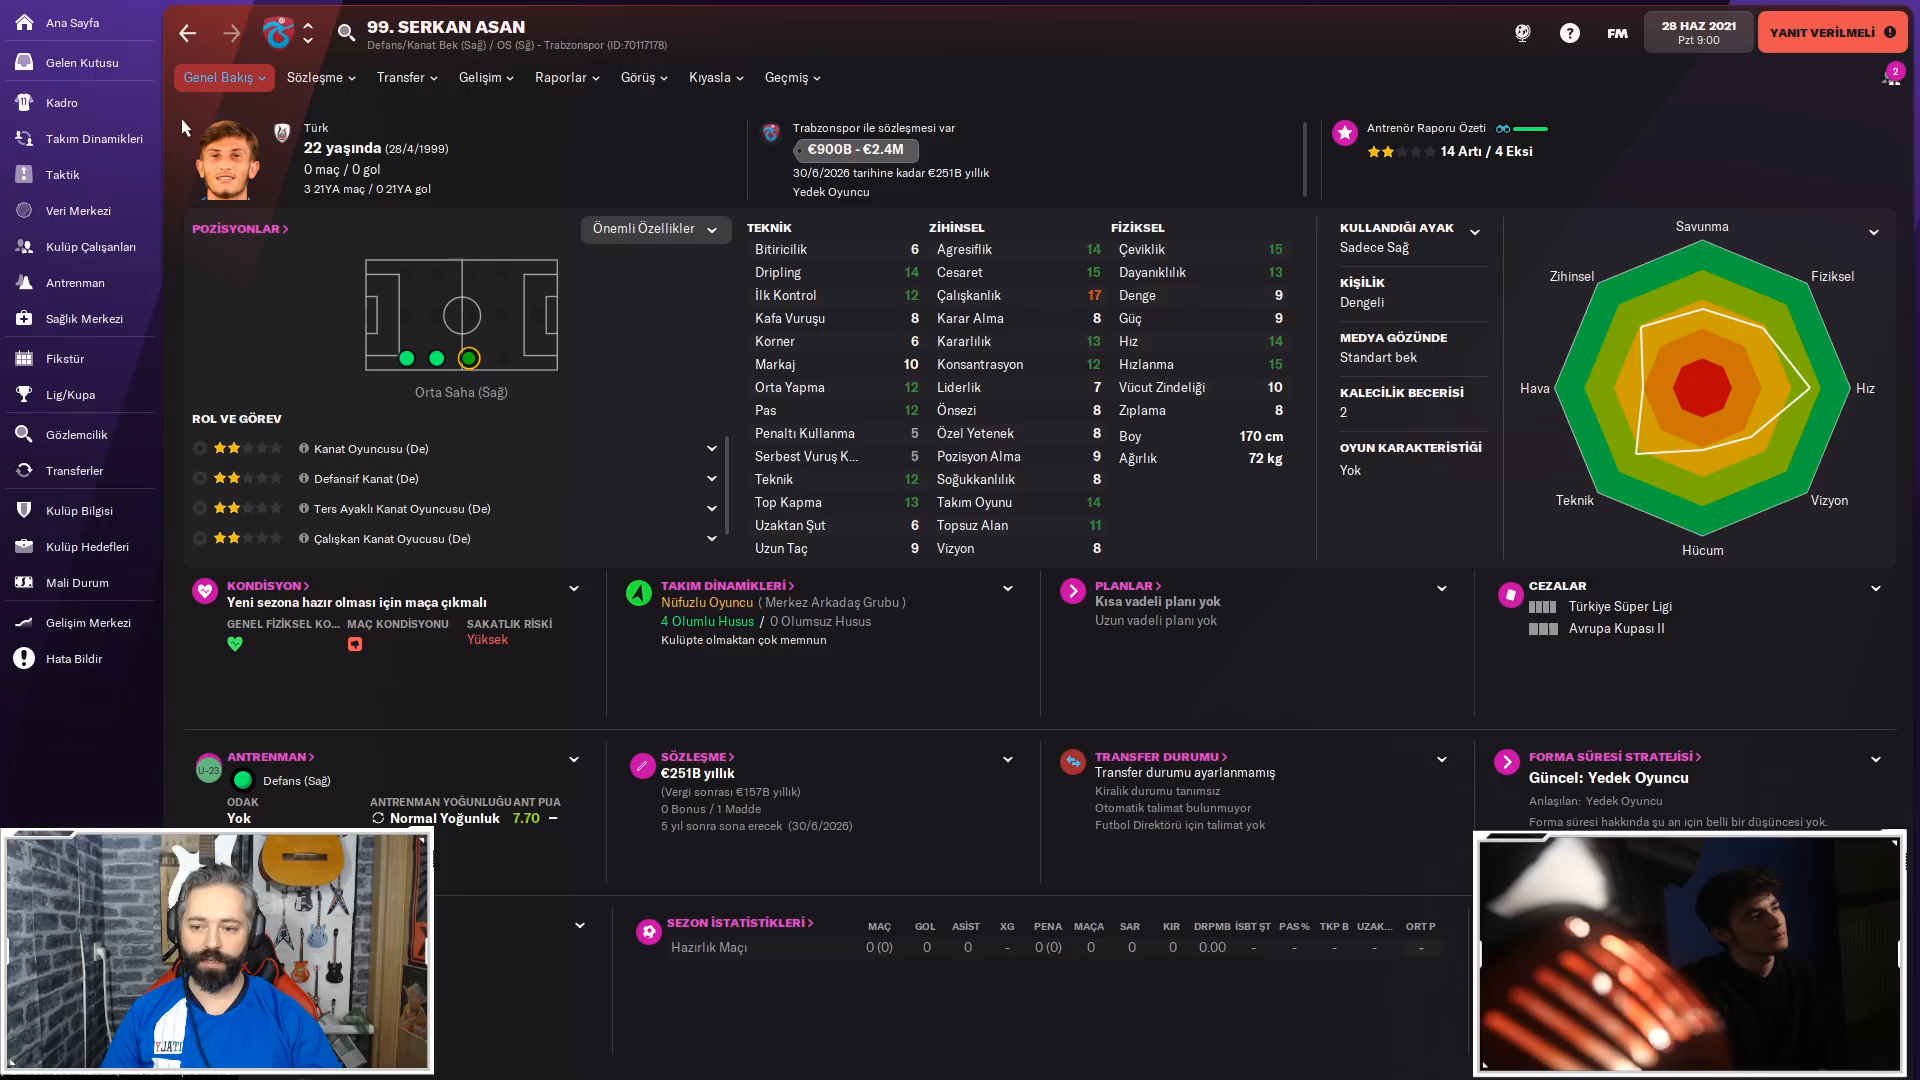 Ana Sayfa
Gelen Kutusu
Kadro
Takım Dinamikleri
Taktik
Veri Merkezi
Kulüp Çalışanları
Antrenman
Sağlık Merkezi
Fikstür
Lig/Kupa
Gözlemcilik
Transferler
Kulüp Bilgisi
Kulüp Hedefleri
Mali Durum
Gelişim Merkezi
Hata Bildir
99. SERKAN ASAN
Defans/Kanat Bek (Sağ) / OS (Sğ) - Trabzonspor (ID:70117178)
FM
28 HAZ 2021
Pzt 9:00
YANIT VERİLMELİ
Genel Bakış
Sözleşme
Transfer
Gelişim
Raporlar
Görüş
Kıyasla
Geçmiş
2
Türk
22 yaşında (28/4/1999)
0 maç / 0 gol
3 21YA maç / 0 21YA gol
Trabzonspor ile sözleşmesi var
€900B - €2.4M
30/6/2026 tarihine kadar €251B yıllık
Yedek Oyuncu
Antrenör Raporu Özeti
14 Artı / 4 Eksi
POZİSYONLAR
Önemli Özellikler
Orta Saha (Sağ)
ROL VE GÖREV
Kanat Oyuncusu (De)
Defansif Kanat (De)
Ters Ayaklı Kanat Oyuncusu (De)
Çalışkan Kanat Oyucusu (De)
TEKNİK
Bitiricilik 6
Dripling 14
İlk Kontrol 12
Kafa Vuruşu 8
Korner 6
Markaj 10
Orta Yapma 12
Pas 12
Penaltı Kullanma 5
Serbest Vuruş K... 5
Teknik 12
Top Kapma 13
Uzaktan Şut 6
Uzun Taç 9
ZİHİNSEL
Agresiflik 14
Cesaret 15
Çalışkanlık 17
Karar Alma 8
Kararlılık 13
Konsantrasyon 12
Liderlik 7
Önsezi 8
Özel Yetenek 8
Pozisyon Alma 9
Soğukkanlılık 8
Takım Oyunu 14
Topsuz Alan 11
Vizyon 8
FİZİKSEL
Çeviklik 15
Dayanıklılık 13
Denge 9
Güç 9
Hız 14
Hızlanma 15
Vücut Zindeliği 10
Zıplama 8
Boy 170 cm
Ağırlık 72 kg
KULLANDIĞI AYAK
Sadece Sağ
KİŞİLİK
Dengeli
MEDYA GÖZÜNDE
Standart bek
KALECİLİK BECERİSİ
2
OYUN KARAKTERİSTİĞİ
Yok
Savunma
Zihinsel
Fiziksel
Hava
Hız
Teknik
Vizyon
Hücum
KONDİSYON
Yeni sezona hazır olması için maça çıkmalı
GENEL FİZİKSEL KO... MAÇ KONDİSYONU SAKATLIK RİSKİ
Yüksek
TAKIM DİNAMİKLERİ
Nüfuzlu Oyuncu ( Merkez Arkadaş Grubu )
4 Olumlu Husus / 0 Olumsuz Husus
Kulüpte olmaktan çok memnun
PLANLAR
Kısa vadeli planı yok
Uzun vadeli planı yok
CEZALAR
Türkiye Süper Ligi
Avrupa Kupası II
ANTRENMAN
U-23
Defans (Sağ)
ODAK ANTRENMAN YOĞUNLUĞU ANT PUA
Yok Normal Yoğunluk 7.70 –
SÖZLEŞME
€251B yıllık
(Vergi sonrası €157B yıllık)
0 Bonus / 1 Madde
5 yıl sonra sona erecek (30/6/2026)
TRANSFER DURUMU
Transfer durumu ayarlanmamış
Kiralık durumu tanımsız
Otomatik talimat bulunmuyor
Futbol Direktörü için talimat yok
FORMA SÜRESİ STRATEJİSİ
Güncel: Yedek Oyuncu
Anlaşılan: Yedek Oyuncu
Forma süresi hakkında şu an için belli bir düşüncesi yok.
SEZON İSTATİSTİKLERİ MAÇ GOL ASİST XG PENA MAÇA SAR KIR DRPMB İSBT ŞT PAS % TKP B UZAK... ORT P
Hazırlık Maçı 0 (0) 0 0 - 0 (0) 0 0 0 0.00 - - - - -